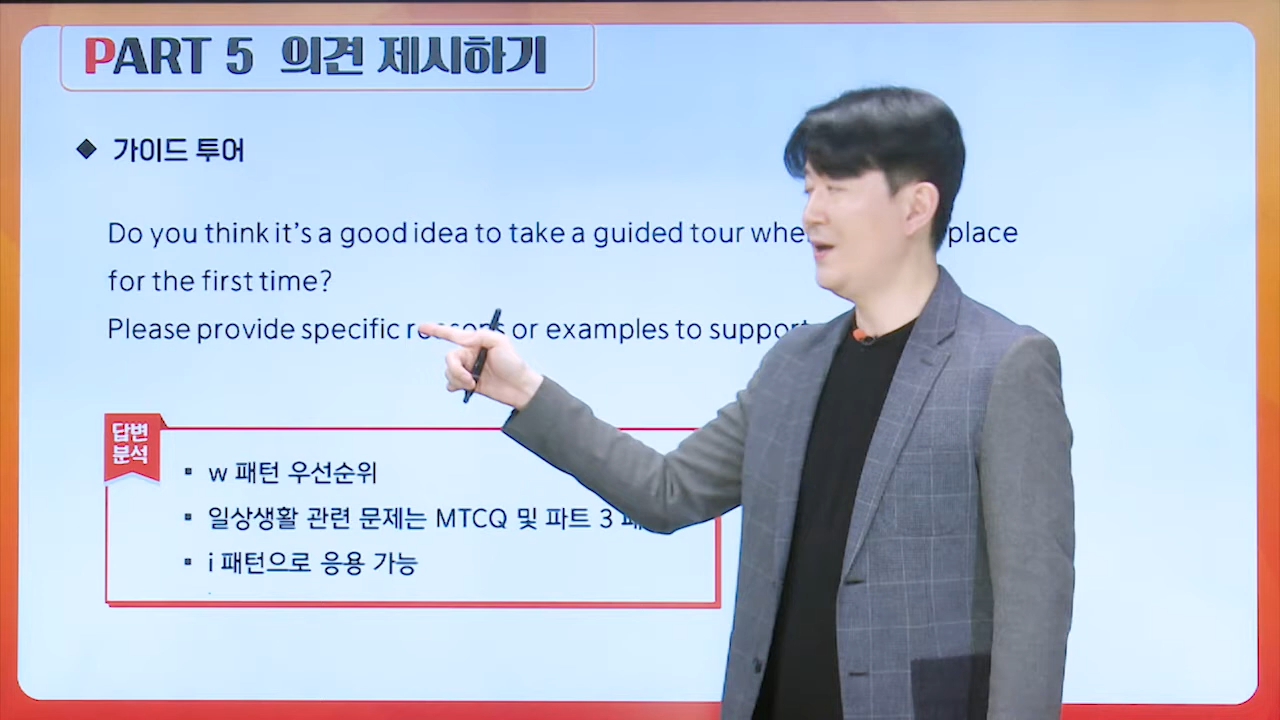 PART 5 의견 제시하기
◆ 가이드 투어
Do you think it's a good idea to take a guided tour place
for the first time?
Please provide specific reasons or examples to support
답변
분석
▪ w 패턴 우선순위
▪ 일상생활 관련 문제는 MTCQ 및 파트 3
▪ i 패턴으로 응용 가능